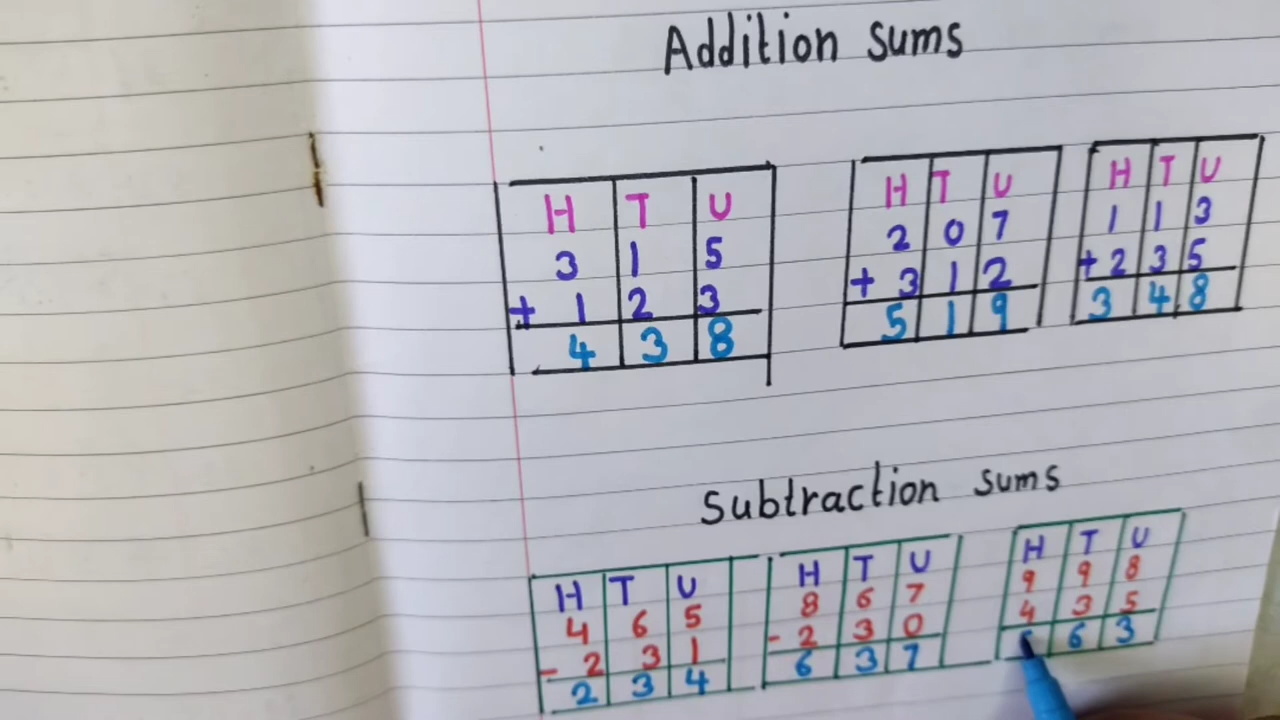 Addition sums
H T U
3 1 5
+ 1 2 3
4 3 8
H T U
2 0 7
+ 3 1 2
5 1 9
H T U
1 1 3
+ 2 3 5
3 4 8
Subtraction sums
H T U
4 6 5
- 2 3 1
2 3 4
H T U
8 6 7
- 2 3 0
6 3 7
H T U
9 9 8
4 3 5
5 6 3